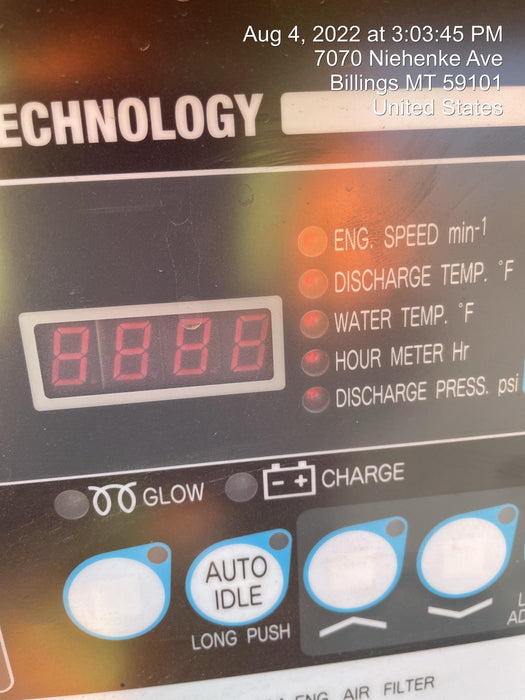 Aug 4, 2022 at 3:03:45 PM
7070 Niehenke Ave
Billings MT 59101
United States
ECHNOLOGY
ENG. SPEED min-1
DISCHARGE TEMP. °F
WATER TEMP. °F
HOUR METER Hr
DISCHARGE PRESS. psi
8888
GLOW
- +
CHARGE
AUTO
IDLE
LONG PUSH
ENG. AIR FILTER